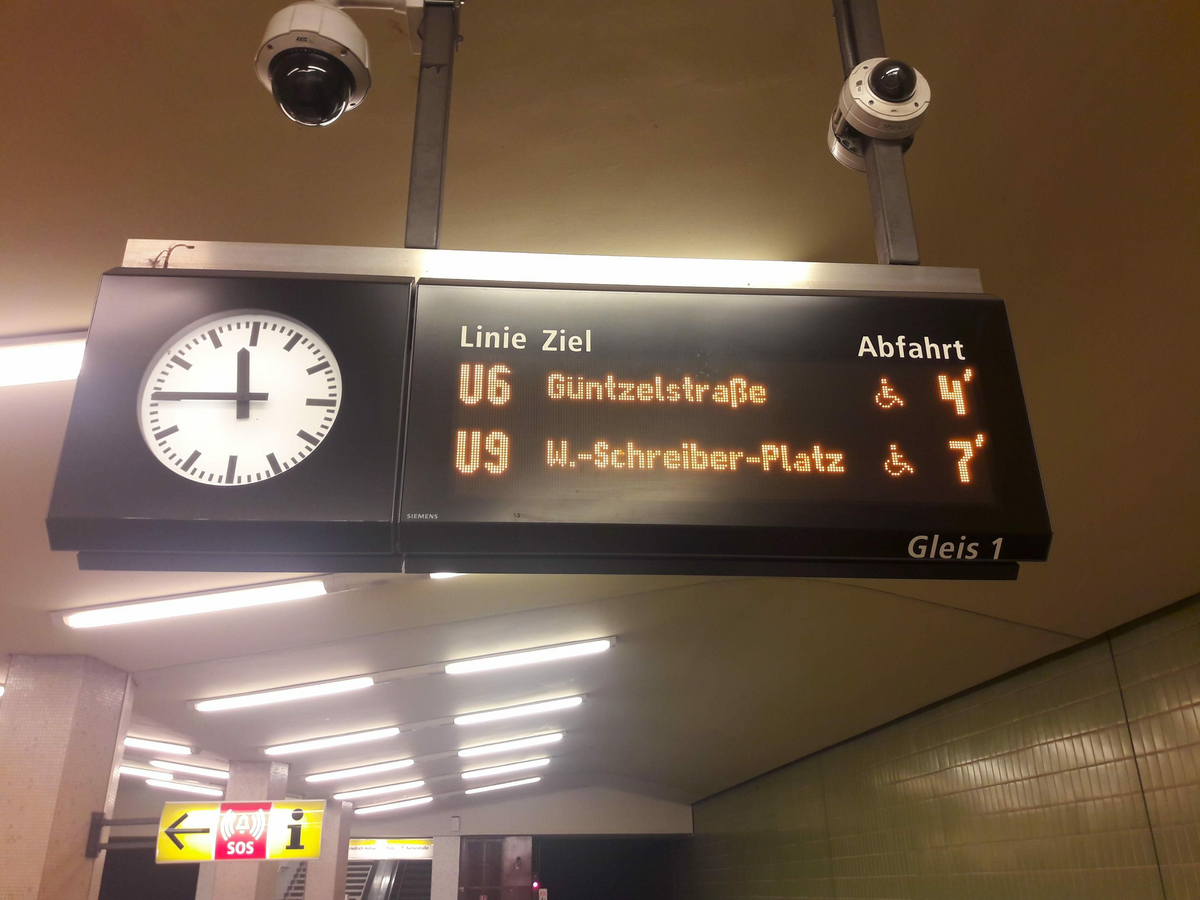 Linie Ziel Abfahrt
U6 Güntzelstraße 4'
U9 W.-Schreiber-Platz 7'
SIEMENS
Gleis 1
SOS i